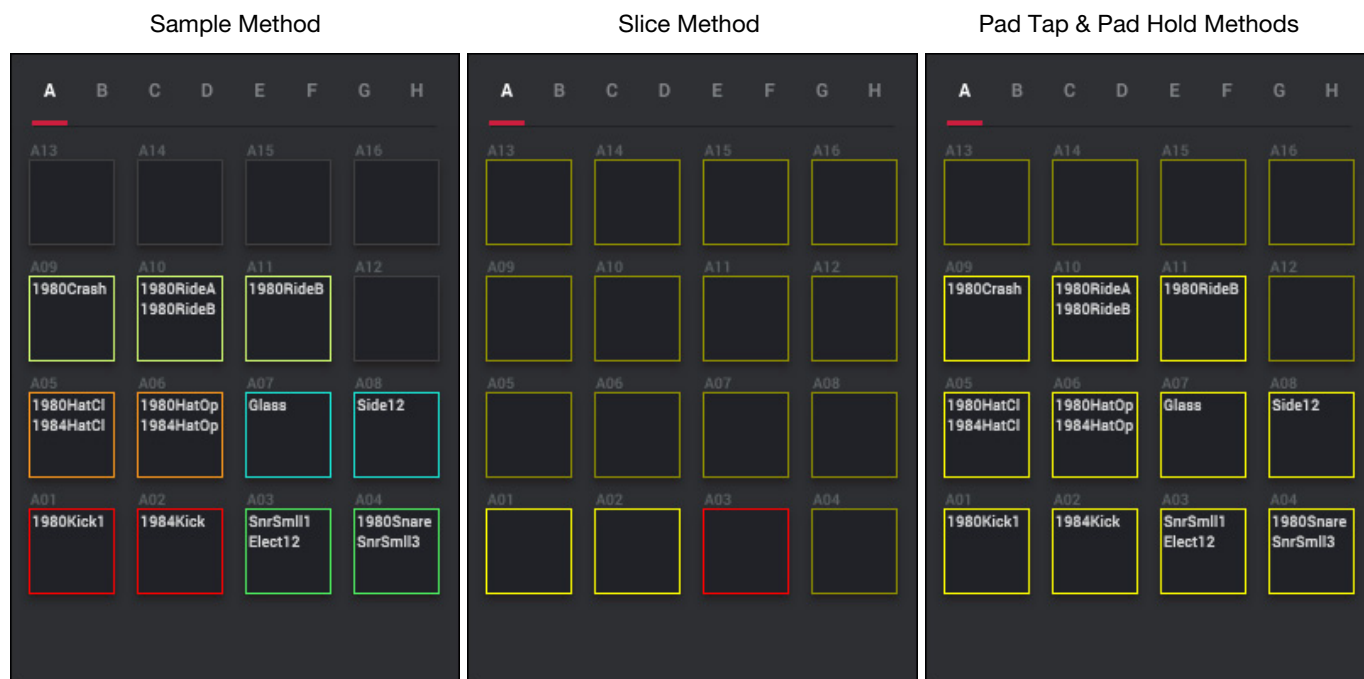 Sample Method
A B C D E F G H
A13 A14 A15 A16
A09 A10 A11 A12
1980Crash 1980RideA 1980RideB
1980RideB
A05 A06 A07 A08
1980HatCl 1980HatOp Glass Side12
1984HatCl 1984HatOp
A01 A02 A03 A04
1980Kick1 1984Kick SnrSmll1 1980Snare
Elect12 SnrSmll3
Slice Method
A B C D E F G H
A13 A14 A15 A16
A09 A10 A11 A12
A05 A06 A07 A08
A01 A02 A03 A04
Pad Tap & Pad Hold Methods
A B C D E F G H
A13 A14 A15 A16
A09 A10 A11 A12
1980Crash 1980RideA 1980RideB
1980RideB
A05 A06 A07 A08
1980HatCl 1980HatOp Glass Side12
1984HatCl 1984HatOp
A01 A02 A03 A04
1980Kick1 1984Kick SnrSmll1 1980Snare
Elect12 SnrSmll3